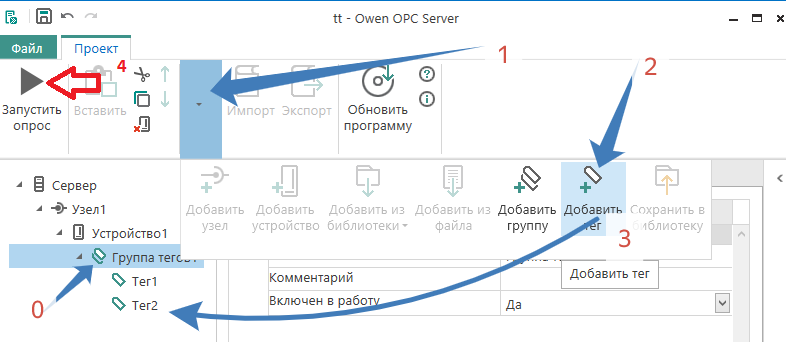 tt - Owen OPC Server
Файл
Проект
1
4
2
Запустить
опрос
Вставить
Импорт
Экспорт
Обновить
программу
Сервер
Узел1
Устройство1
Группа тегов1
Тег1
Тег2
0
Добавить
узел
Добавить
устройство
Добавить из
библиотеки
Добавить из
файла
Добавить
группу
Добавить
тег
Сохранить в
библиотеку
3
Добавить тег
Комментарий
Включен в работу
Да